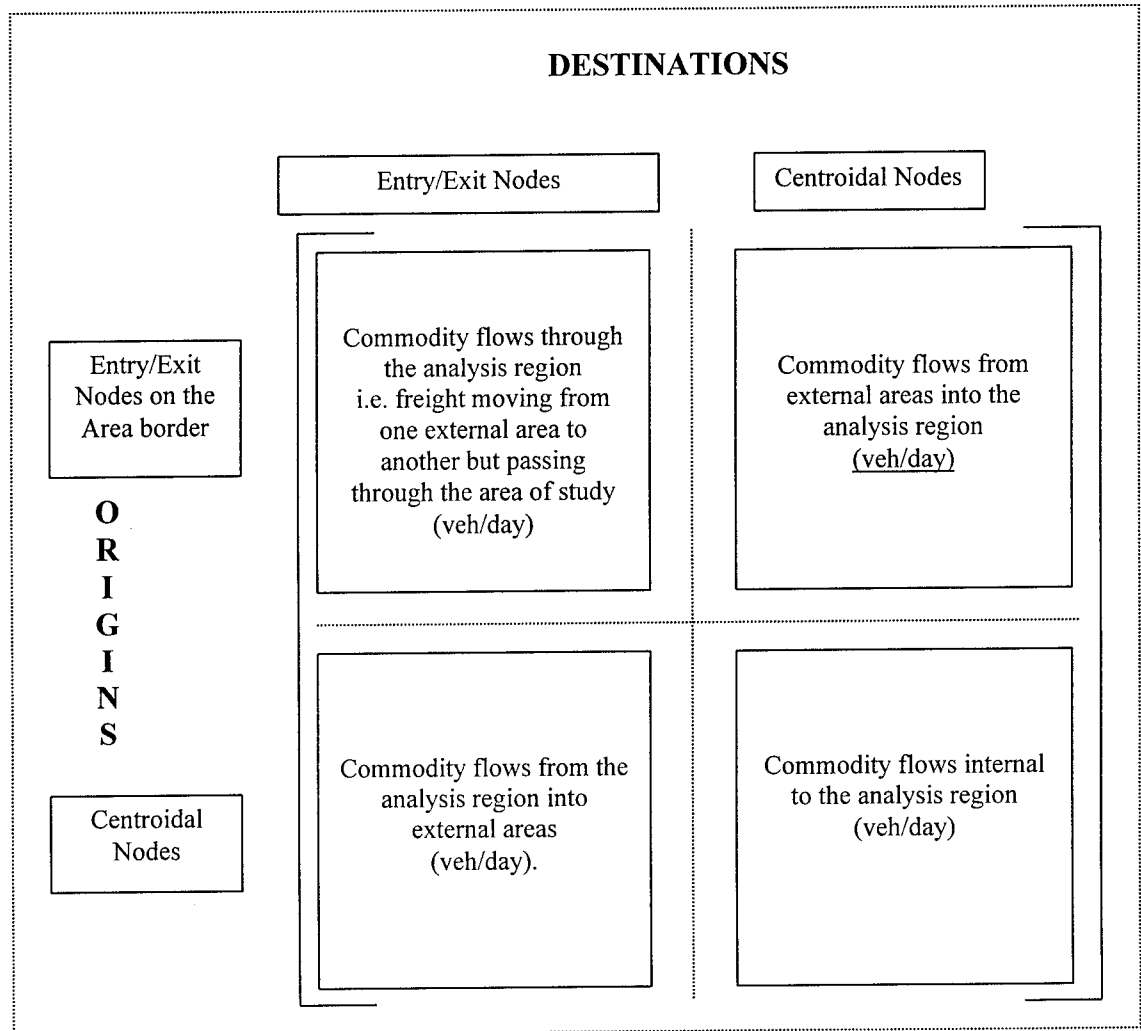 DESTINATIONS
Entry/Exit Nodes
Centroidal Nodes
Entry/Exit
Nodes on the
Area border
Commodity flows through
the analysis region
i.e. freight moving from
one external area to
another but passing
through the area of study
(veh/day)
Commodity flows from
external areas into the
analysis region
(veh/day)
O
R
I
G
I
N
S
Centroidal
Nodes
Commodity flows from the
analysis region into
external areas
(veh/day).
Commodity flows internal
to the analysis region
(veh/day)